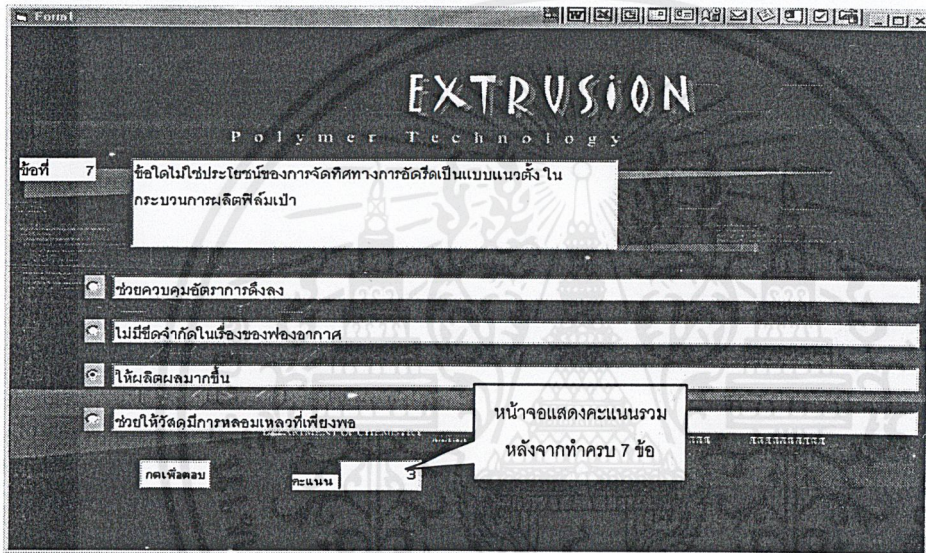 Form1
EXTRUSION
Polymer Technology
ข้อที่ 7
ข้อใดไม่ใช่ประโยชน์ของการจัดทิศทางการอัดรีดเป็นแบบแนวตั้ง ใน
กระบวนการผลิตฟิล์มเป่า
ช่วยควบคุมอัตราการดึงลง
ไม่มีขีดจำกัดในเรื่องของฟองอากาศ
ให้ผลิตผลมากขึ้น
ช่วยให้วัสดุมีการหลอมเหลวที่เพียงพอ
DEPARTMENT OF CHEMISTRY
หน้าจอแสดงคะแนนรวม
หลังจากทำครบ 7 ข้อ
กดเพื่อตอบ
คะแนน 3